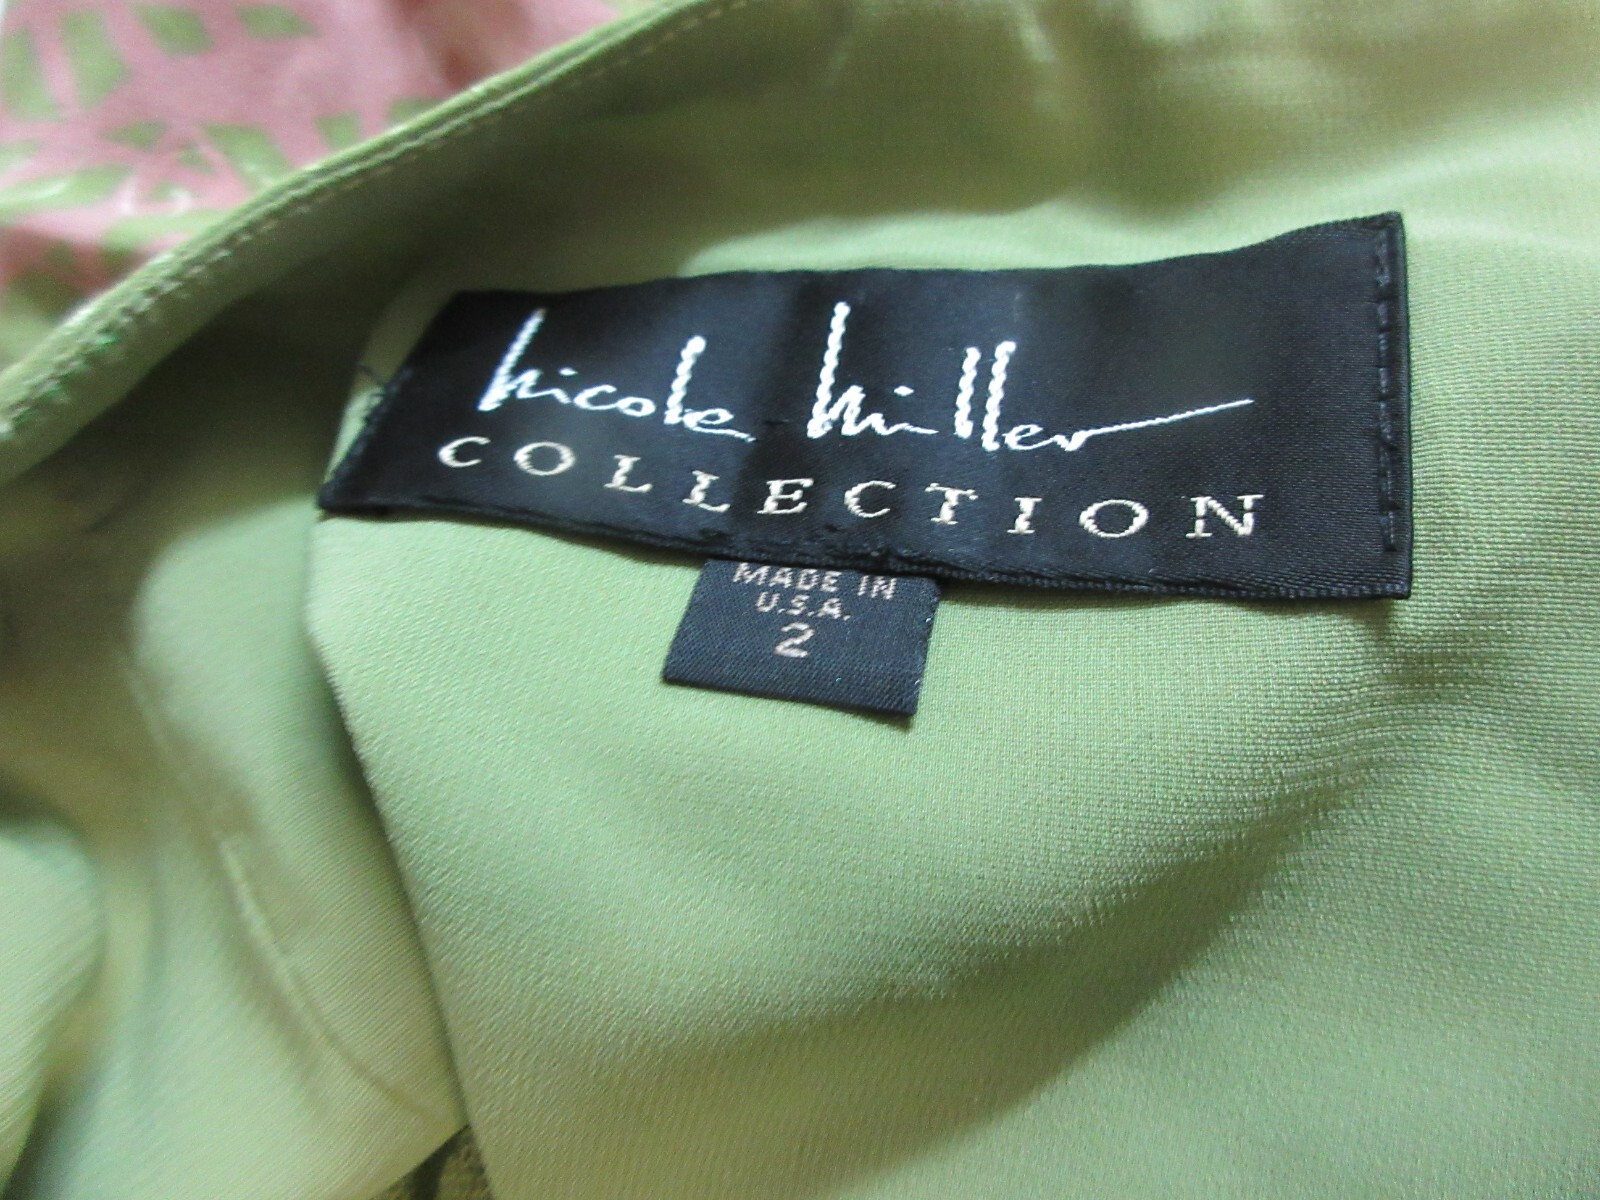 nicole miller
COLLECTION
MADE IN
U.S.A.
2